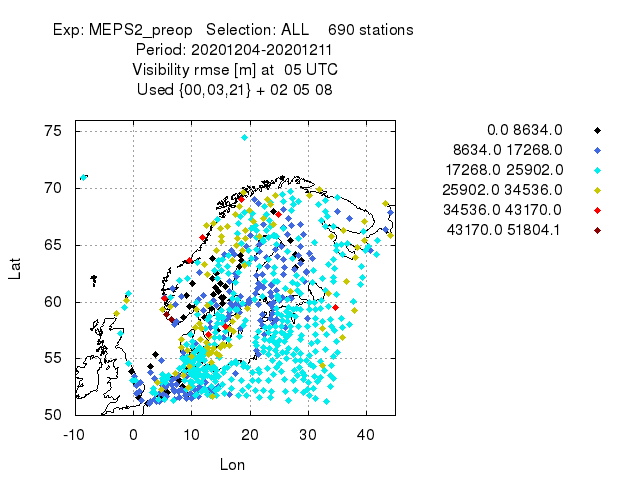 Exp: MEPS2_preop Selection: ALL 690 stations
Period: 20201204-20201211
Visibility rmse [m] at 05 UTC
Used {00,03,21} + 02 05 08
0.0 8634.0
8634.0 17268.0
17268.0 25902.0
25902.0 34536.0
34536.0 43170.0
43170.0 51804.1
75
70
65
60
55
50
Lat
-10 0 10 20 30 40
Lon